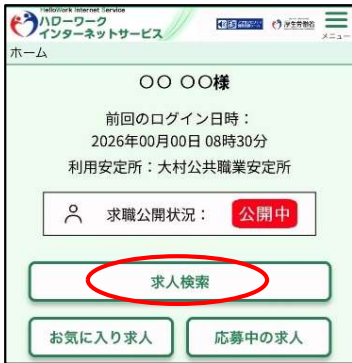 HelloWork Internet Service
ハローワーク
インターネットサービス
厚生労働省
メニュー
ホーム
〇〇 〇〇様
前回のログイン日時：
2026年00月00日 08時30分
利用安定所：大村公共職業安定所
求職公開状況： 公開中
求人検索
お気に入り求人 応募中の求人